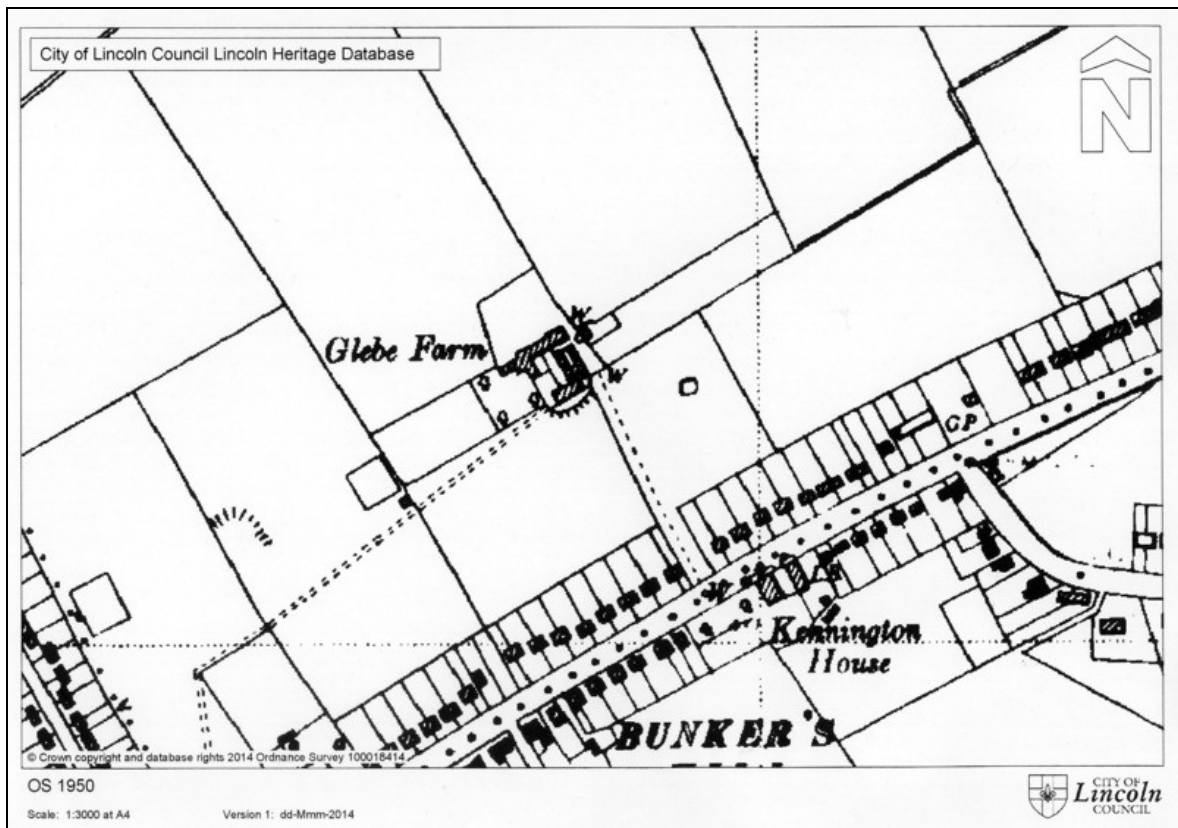 City of Lincoln Council Lincoln Heritage Database
N
W
Glebe Farm
W
G P
W
Kennington
House
BUNKER'S
© Crown copyright and database rights 2014 Ordnance Survey 100018414
OS 1950
Scale: 1:3000 at A4
Version 1: dd-Mmm-2014
CITY OF
Lincoln
COUNCIL